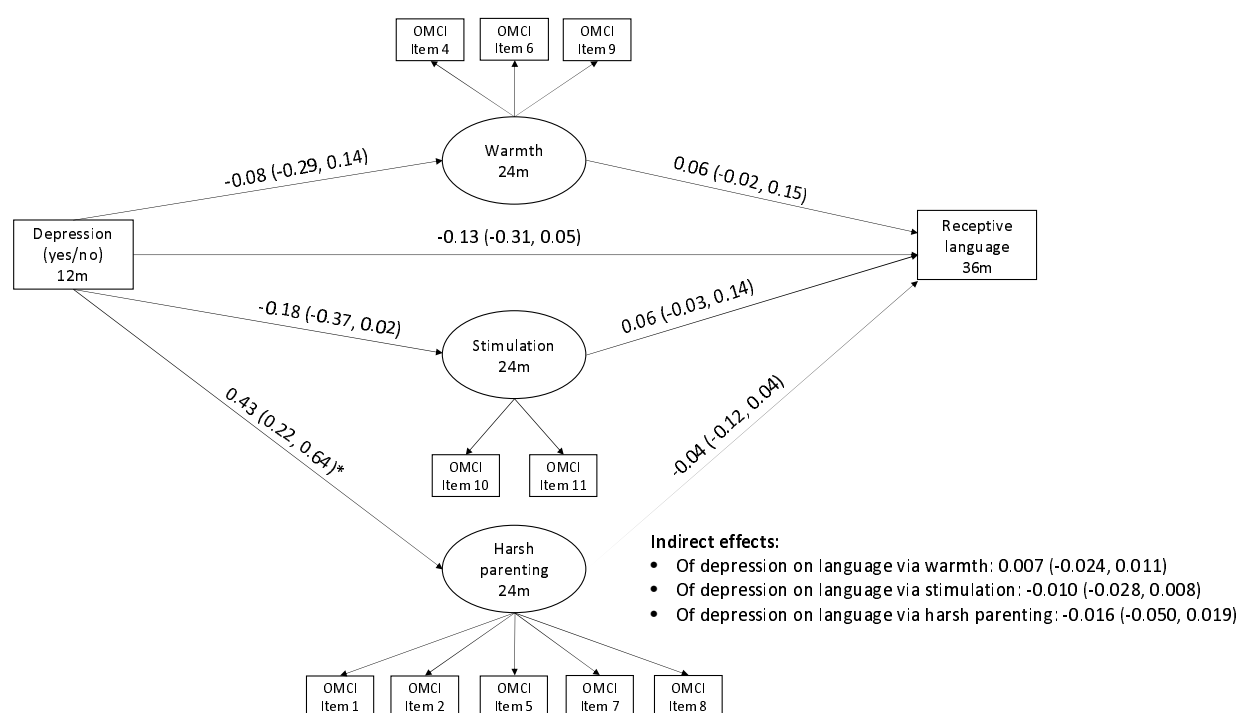 OMCI
Item 4
OMCI
Item 6
OMCI
Item 9
Warmth
24m
-0.08 (-0.29, 0.14)
0.06 (-0.02, 0.15)
Depression
(yes/no)
12m
-0.13 (-0.31, 0.05)
Receptive
language
36m
-0.18 (-0.37, 0.02)
0.06 (-0.03, 0.14)
Stimulation
24m
0.43 (0.22, 0.64)*
-0.04 (-0.12, 0.04)
OMCI
Item 10
OMCI
Item 11
Harsh
parenting
24m
Indirect effects:
• Of depression on language via warmth: 0.007 (-0.024, 0.011)
• Of depression on language via stimulation: -0.010 (-0.028, 0.008)
• Of depression on language via harsh parenting: -0.016 (-0.050, 0.019)
OMCI
Item 1
OMCI
Item 2
OMCI
Item 5
OMCI
Item 7
OMCI
Item 8